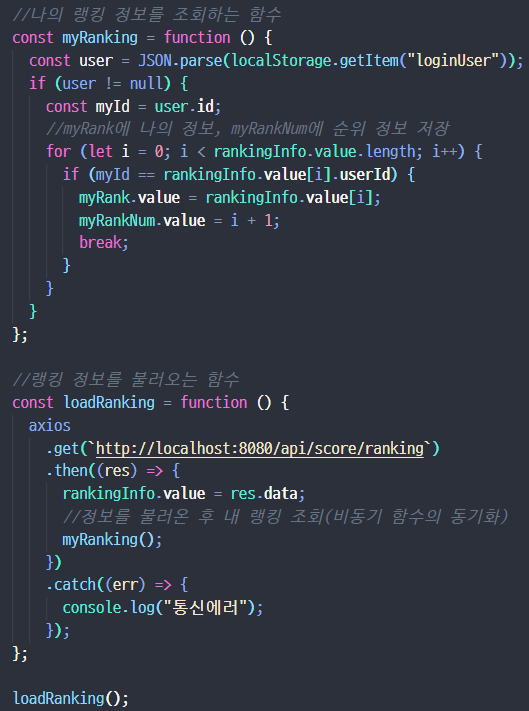 //나의 랭킹 정보를 조회하는 함수
const myRanking = function () {
  const user = JSON.parse(localStorage.getItem("loginUser"));
  if (user != null) {
    const myId = user.id;
    //myRank에 나의 정보, myRankNum에 순위 정보 저장
    for (let i = 0; i < rankingInfo.value.length; i++) {
      if (myId == rankingInfo.value[i].userId) {
        myRank.value = rankingInfo.value[i];
        myRankNum.value = i + 1;
        break;
      }
    }
  }
};

//랭킹 정보를 불러오는 함수
const loadRanking = function () {
  axios
    .get(`http://localhost:8080/api/score/ranking`)
    .then((res) => {
      rankingInfo.value = res.data;
      //정보를 불러온 후 내 랭킹 조회(비동기 함수의 동기화)
      myRanking();
    })
    .catch((err) => {
      console.log("통신에러");
    });
};

loadRanking();